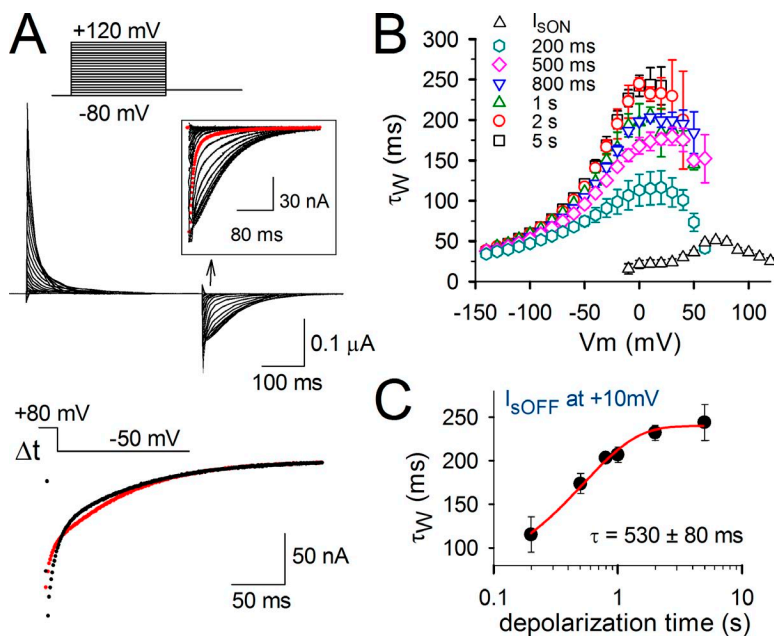 A
+120 mV
-80 mV
30 nA
80 ms
0.1 μA
100 ms
+80 mV
-50 mV
Δt
50 nA
50 ms
B
I sON
200 ms
500 ms
800 ms
1 s
2 s
5 s
300
250
200
150
100
50
0
τW (ms)
-150 -100 -50 0 50 100
Vm (mV)
C
IsOFF at +10mV
250
200
150
100
τW (ms)
τ = 530 ± 80 ms
0.1 1 10
depolarization time (s)